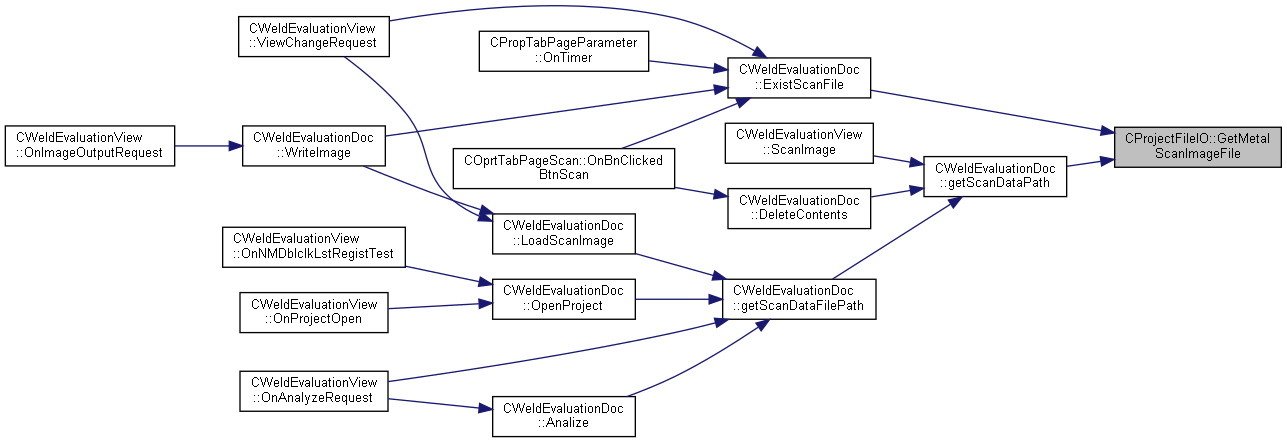 CWeldEvaluationView
::ViewChangeRequest
CPropTabPageParameter
::OnTimer
CWeldEvaluationDoc
::ExistScanFile
CWeldEvaluationView
::OnImageOutputRequest
CWeldEvaluationDoc
::WriteImage
COprtTabPageScan::OnBnClicked
BtnScan
CWeldEvaluationView
::ScanImage
CProjectFileIO::GetMetal
ScanImageFile
CWeldEvaluationDoc
::getScanDataPath
CWeldEvaluationDoc
::DeleteContents
CWeldEvaluationDoc
::LoadScanImage
CWeldEvaluationView
::OnNMDblclkLstRegistTest
CWeldEvaluationDoc
::OpenProject
CWeldEvaluationDoc
::getScanDataFilePath
CWeldEvaluationView
::OnProjectOpen
CWeldEvaluationView
::OnAnalyzeRequest
CWeldEvaluationDoc
::Analize